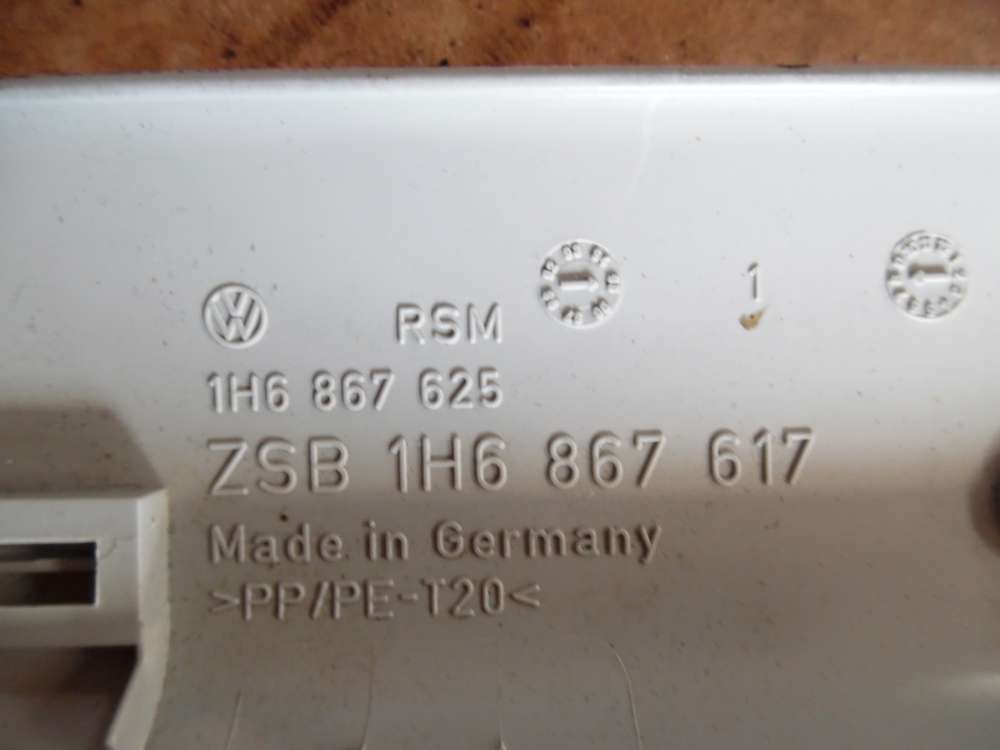 RSM 1
1H6 867 625
ZSB 1H6 867 617
Made in Germany
>PP/PE-T20<